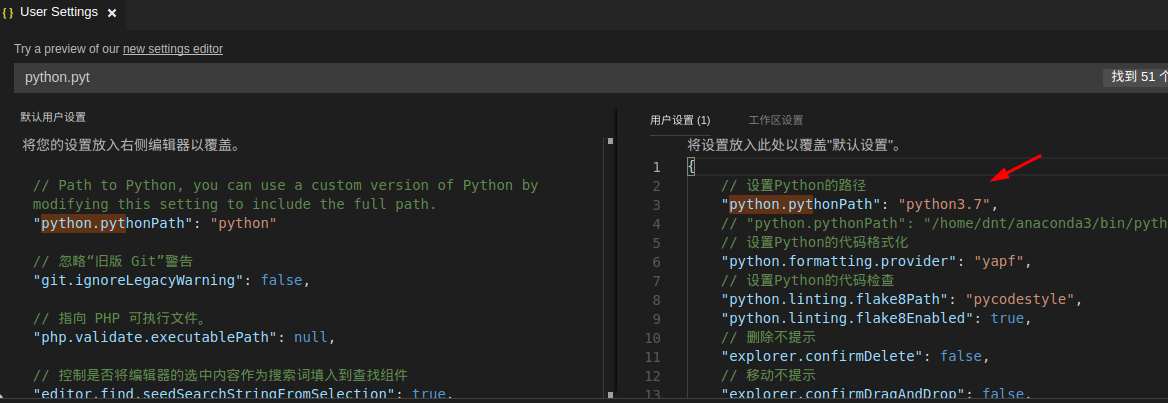 { } User Settings ×
Try a preview of our new settings editor
python.pyt
找到 51 个
默认用户设置
将您的设置放入右侧编辑器以覆盖。
// Path to Python, you can use a custom version of Python by
modifying this setting to include the full path.
"python.pythonPath": "python"
// 忽略“旧版 Git”警告
"git.ignoreLegacyWarning": false,
// 指向 PHP 可执行文件。
"php.validate.executablePath": null,
// 控制是否将编辑器的选中内容作为搜索词填入到查找组件
"editor.find.seedSearchStringFromSelection": true,
用户设置 (1) 工作区设置
将设置放入此处以覆盖"默认设置"。
1 {
2 // 设置Python的路径
3 "python.pythonPath": "python3.7",
4 // "python.pythonPath": "/home/dnt/anaconda3/bin/pyth
5 // 设置Python的代码格式化
6 "python.formatting.provider": "yapf",
7 // 设置Python的代码检查
8 "python.linting.flake8Path": "pycodestyle",
9 "python.linting.flake8Enabled": true,
10 // 删除不提示
11 "explorer.confirmDelete": false,
12 // 移动不提示
13 "explorer.confirmDragAndDrop": false,